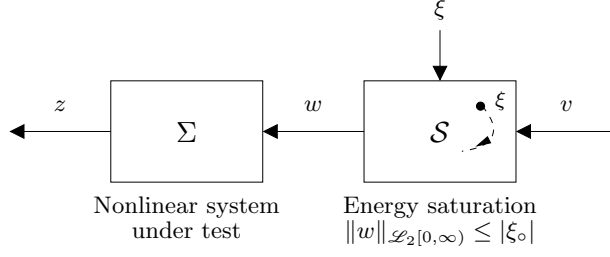 ξ
z
Σ
w
S
ξ
v
Nonlinear system
under test
Energy saturation
‖w‖ℒ₂[0,∞) ≤ |ξ∘|